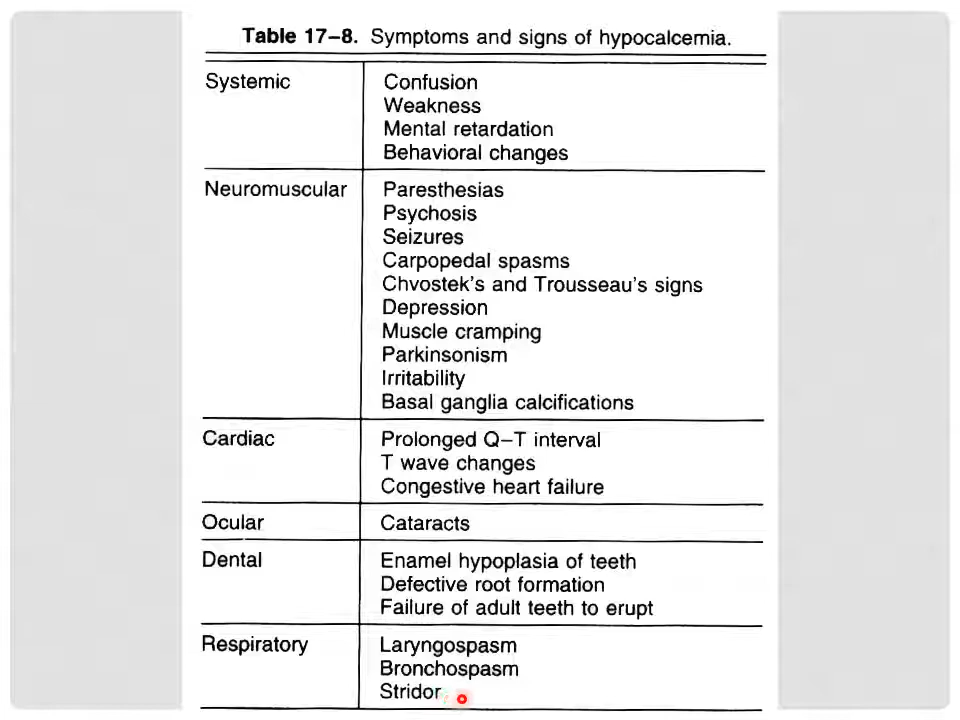 Table 17–8. Symptoms and signs of hypocalcemia.
Systemic
Confusion
Weakness
Mental retardation
Behavioral changes
Neuromuscular
Paresthesias
Psychosis
Seizures
Carpopedal spasms
Chvostek's and Trousseau's signs
Depression
Muscle cramping
Parkinsonism
Irritability
Basal ganglia calcifications
Cardiac
Prolonged Q–T interval
T wave changes
Congestive heart failure
Ocular
Cataracts
Dental
Enamel hypoplasia of teeth
Defective root formation
Failure of adult teeth to erupt
Respiratory
Laryngospasm
Bronchospasm
Stridor